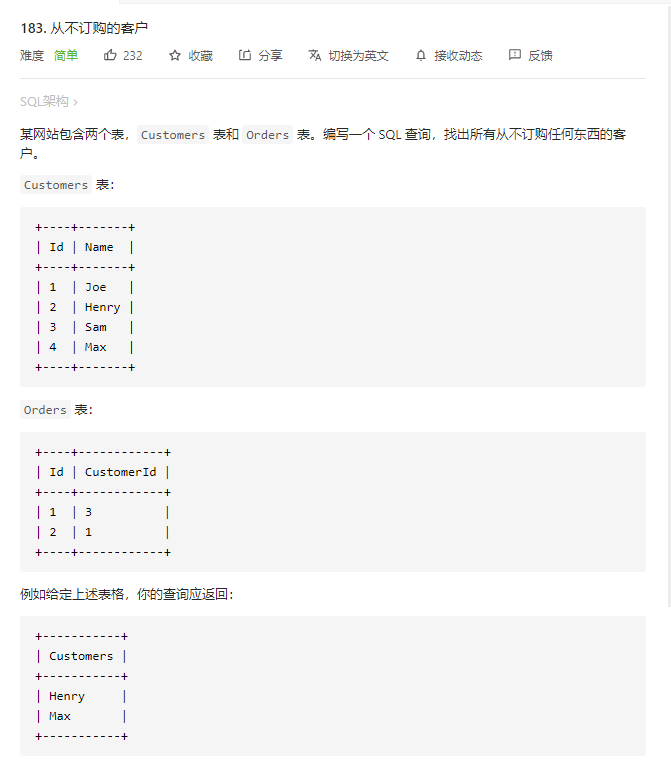 183. 从不订购的客户
难度 简单 232 收藏 分享 切换为英文 接收动态 反馈
SQL架构 ›
某网站包含两个表，Customers 表和 Orders 表。编写一个 SQL 查询，找出所有从不订购任何东西的客
户。
Customers 表：
+----+-------+
| Id | Name  |
+----+-------+
| 1  | Joe   |
| 2  | Henry |
| 3  | Sam   |
| 4  | Max   |
+----+-------+
Orders 表：
+----+------------+
| Id | CustomerId |
+----+------------+
| 1  | 3          |
| 2  | 1          |
+----+------------+
例如给定上述表格，你的查询应返回：
+-----------+
| Customers |
+-----------+
| Henry     |
| Max       |
+-----------+